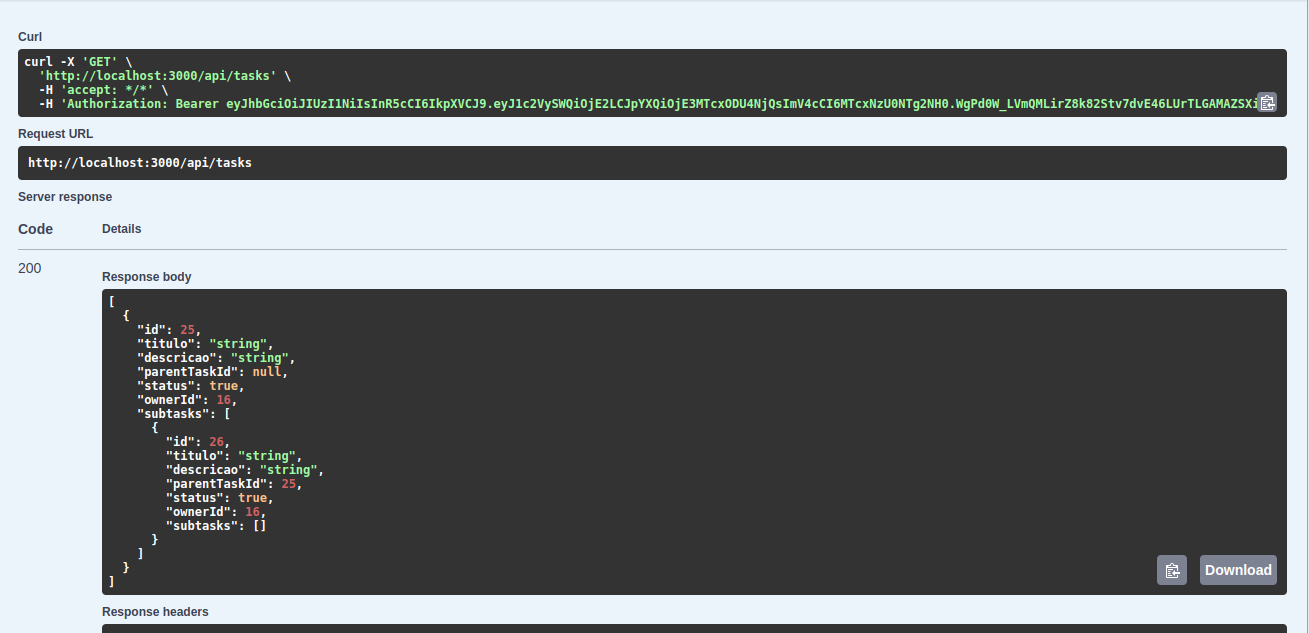 Curl
curl -X 'GET' \
'http://localhost:3000/api/tasks' \
-H 'accept: */*' \
-H 'Authorization: Bearer eyJhbGciOiJIUzI1NiIsInR5cCI6IkpXVCJ9.eyJ1c2VySWQiOjE2LCJpYXQiOjE3MTcxODU4NjQsImV4cCI6MTcxNzU0NTg2NH0.WgPd0W_LVmQMLirZ8k82Stv7dvE46LUrTLGAMAZSXi
Request URL
http://localhost:3000/api/tasks
Server response
Code Details
200
Response body
[
{
"id": 25,
"titulo": "string",
"descricao": "string",
"parentTaskId": null,
"status": true,
"ownerId": 16,
"subtasks": [
{
"id": 26,
"titulo": "string",
"descricao": "string",
"parentTaskId": 25,
"status": true,
"ownerId": 16,
"subtasks": []
}
]
}
]
Download
Response headers